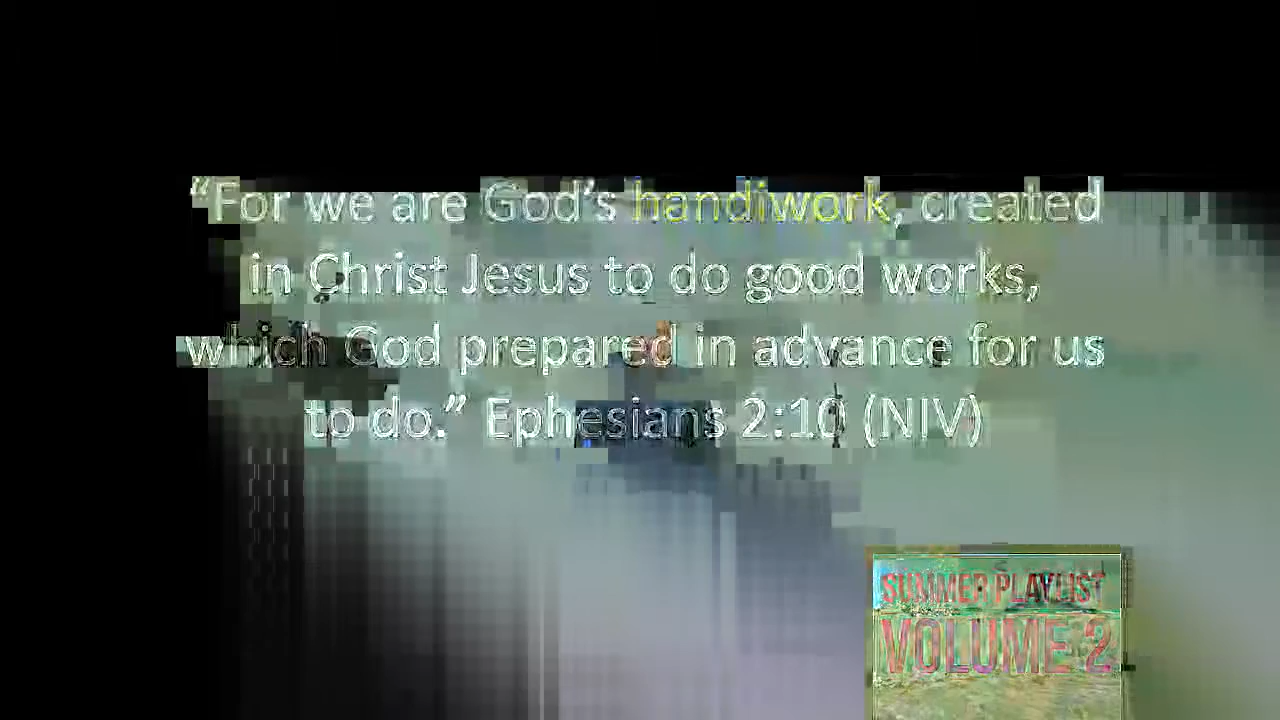 “For we are God’s handiwork, created
in Christ Jesus to do good works,
which God prepared in advance for us
to do.” Ephesians 2:10 (NIV)
SUMMER PLAYLIST
VOLUME 2